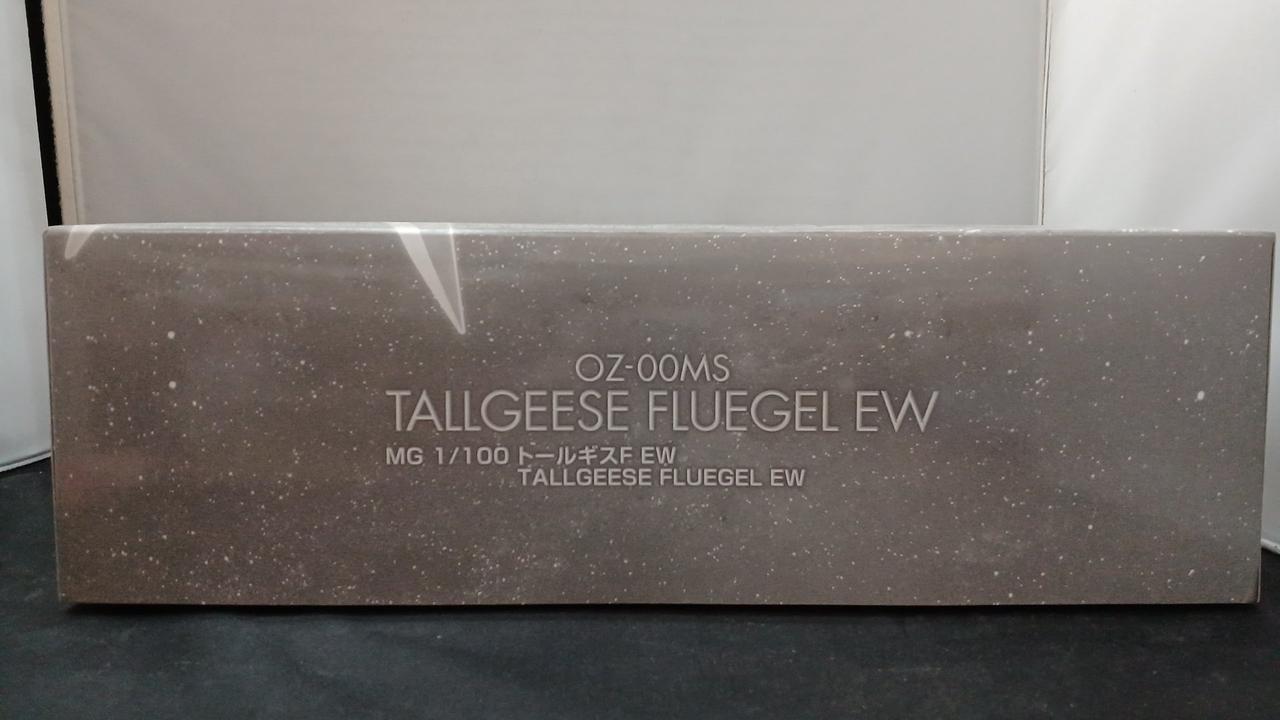 OZ-00MS
TALLGEESE FLUEGEL EW
MG 1/100 トールギスF EW
TALLGEESE FLUEGEL EW